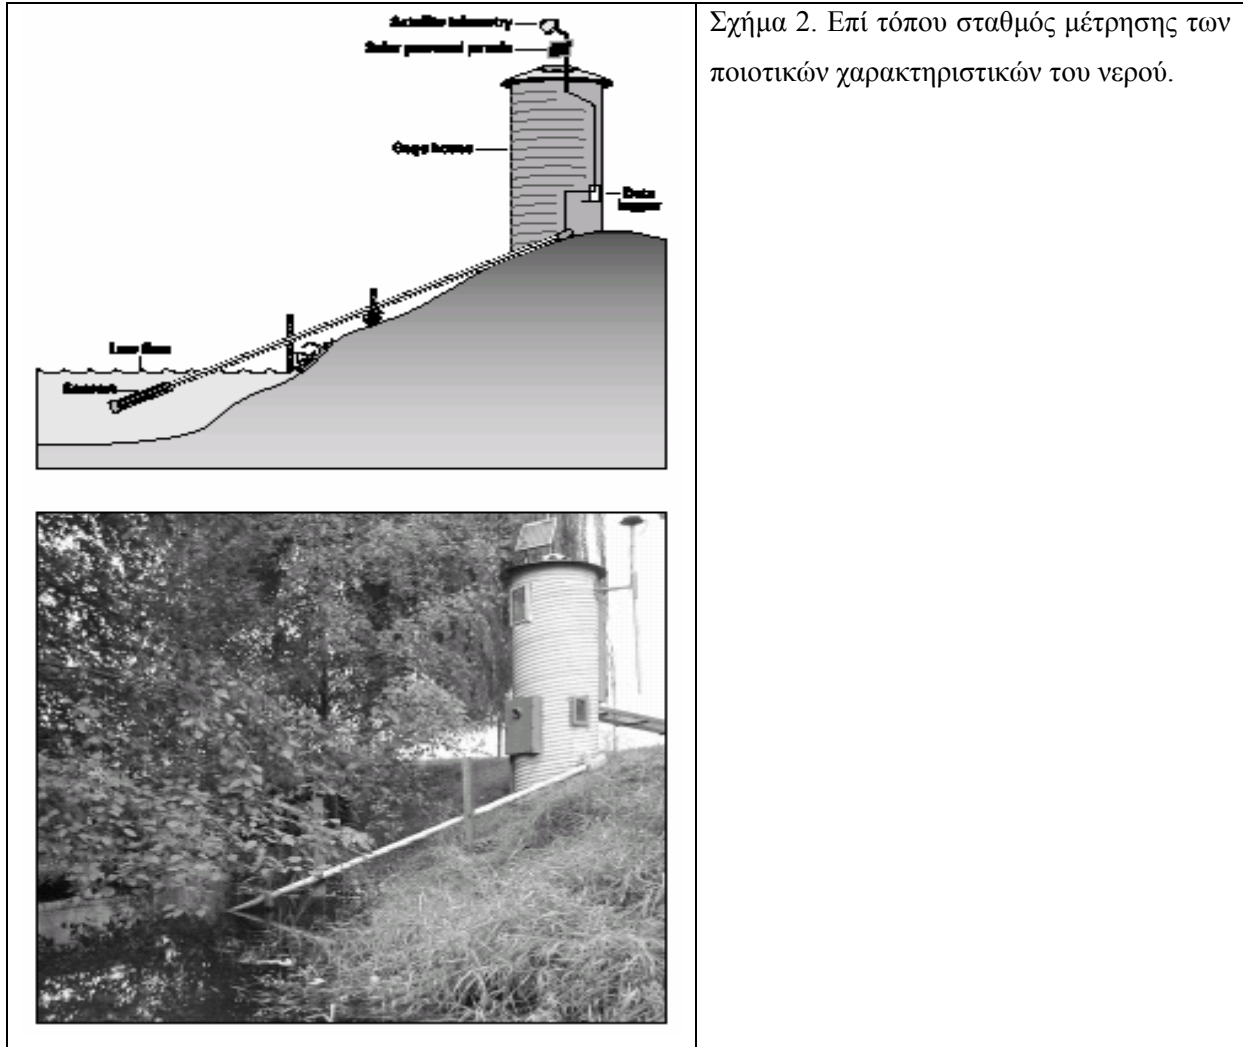 Satellite telemetry
Solar powered panels
Gage house
Data
logger
Low flow
Sensors
Σχήμα 2. Επί τόπου σταθμός μέτρησης των
ποιοτικών χαρακτηριστικών του νερού.